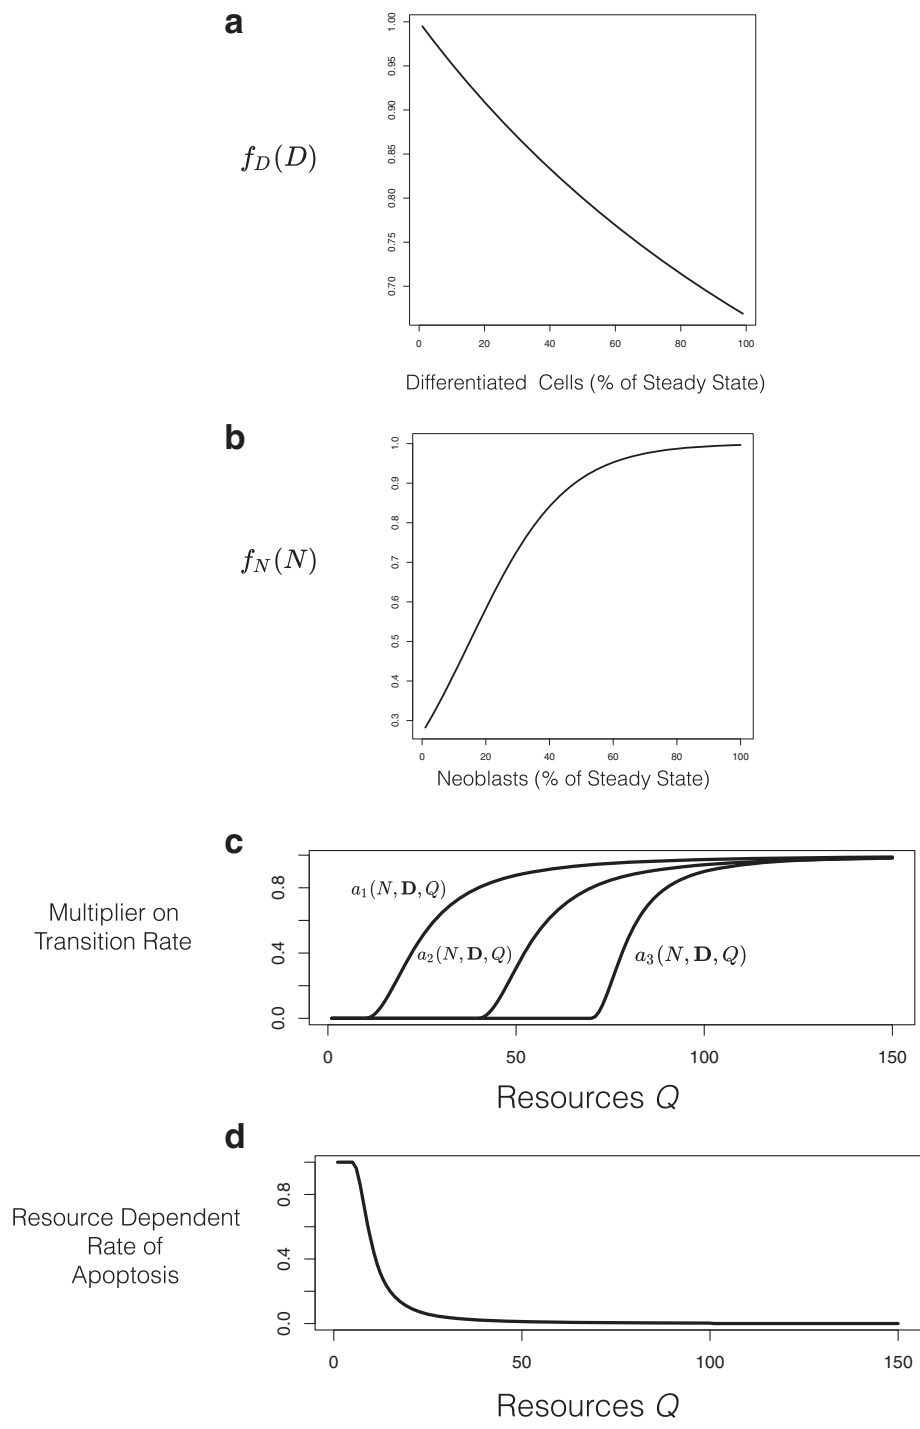 a
1.00
0.95
0.90
0.85
0.80
0.75
0.70
f_D(D)
0 20 40 60 80 100
Differentiated Cells (% of Steady State)
b
1.0
0.9
0.8
0.7
0.6
0.5
0.4
0.3
f_N(N)
0 20 40 60 80 100
Neoblasts (% of Steady State)
c
Multiplier on
Transition Rate
0.8
0.4
0.0
a_1(N, D, Q)
a_2(N, D, Q)
a_3(N, D, Q)
0 50 100 150
Resources Q
d
Resource Dependent
Rate of
Apoptosis
0.8
0.4
0.0
0 50 100 150
Resources Q